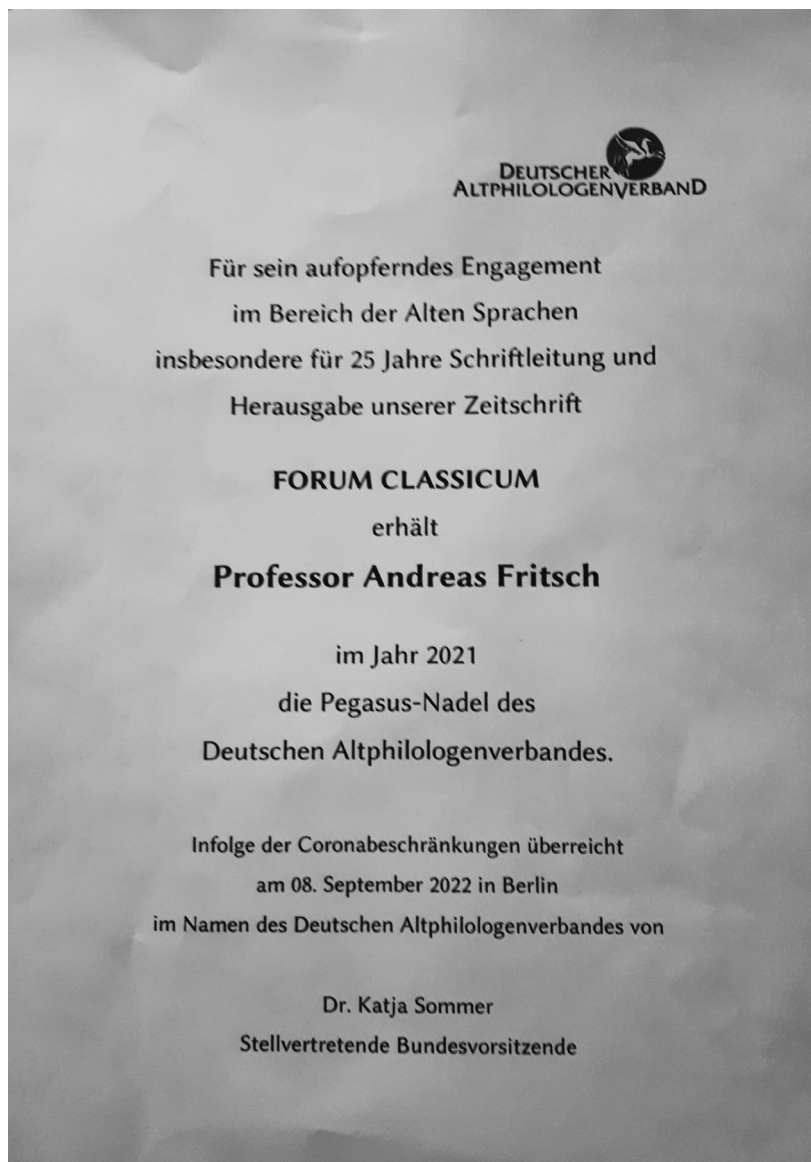 DEUTSCHER
ALTPHILOLOGENVERBAND
Für sein aufopferndes Engagement
im Bereich der Alten Sprachen
insbesondere für 25 Jahre Schriftleitung und
Herausgabe unserer Zeitschrift
FORUM CLASSICUM
erhält
Professor Andreas Fritsch
im Jahr 2021
die Pegasus-Nadel des
Deutschen Altphilologenverbandes.
Infolge der Coronabeschränkungen überreicht
am 08. September 2022 in Berlin
im Namen des Deutschen Altphilologenverbandes von
Dr. Katja Sommer
Stellvertretende Bundesvorsitzende